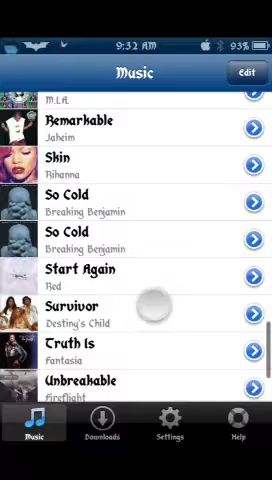 9:32 AM
93%
Music
Edit
M.I.A.
Remarkable
Jaheim
Skin
Rihanna
So Cold
Breaking Benjamin
So Cold
Breaking Benjamin
Start Again
Red
Survivor
Destiny's Child
Truth Is
Fantasia
Unbreakable
Fireflight
Music
Downloads
Settings
Help